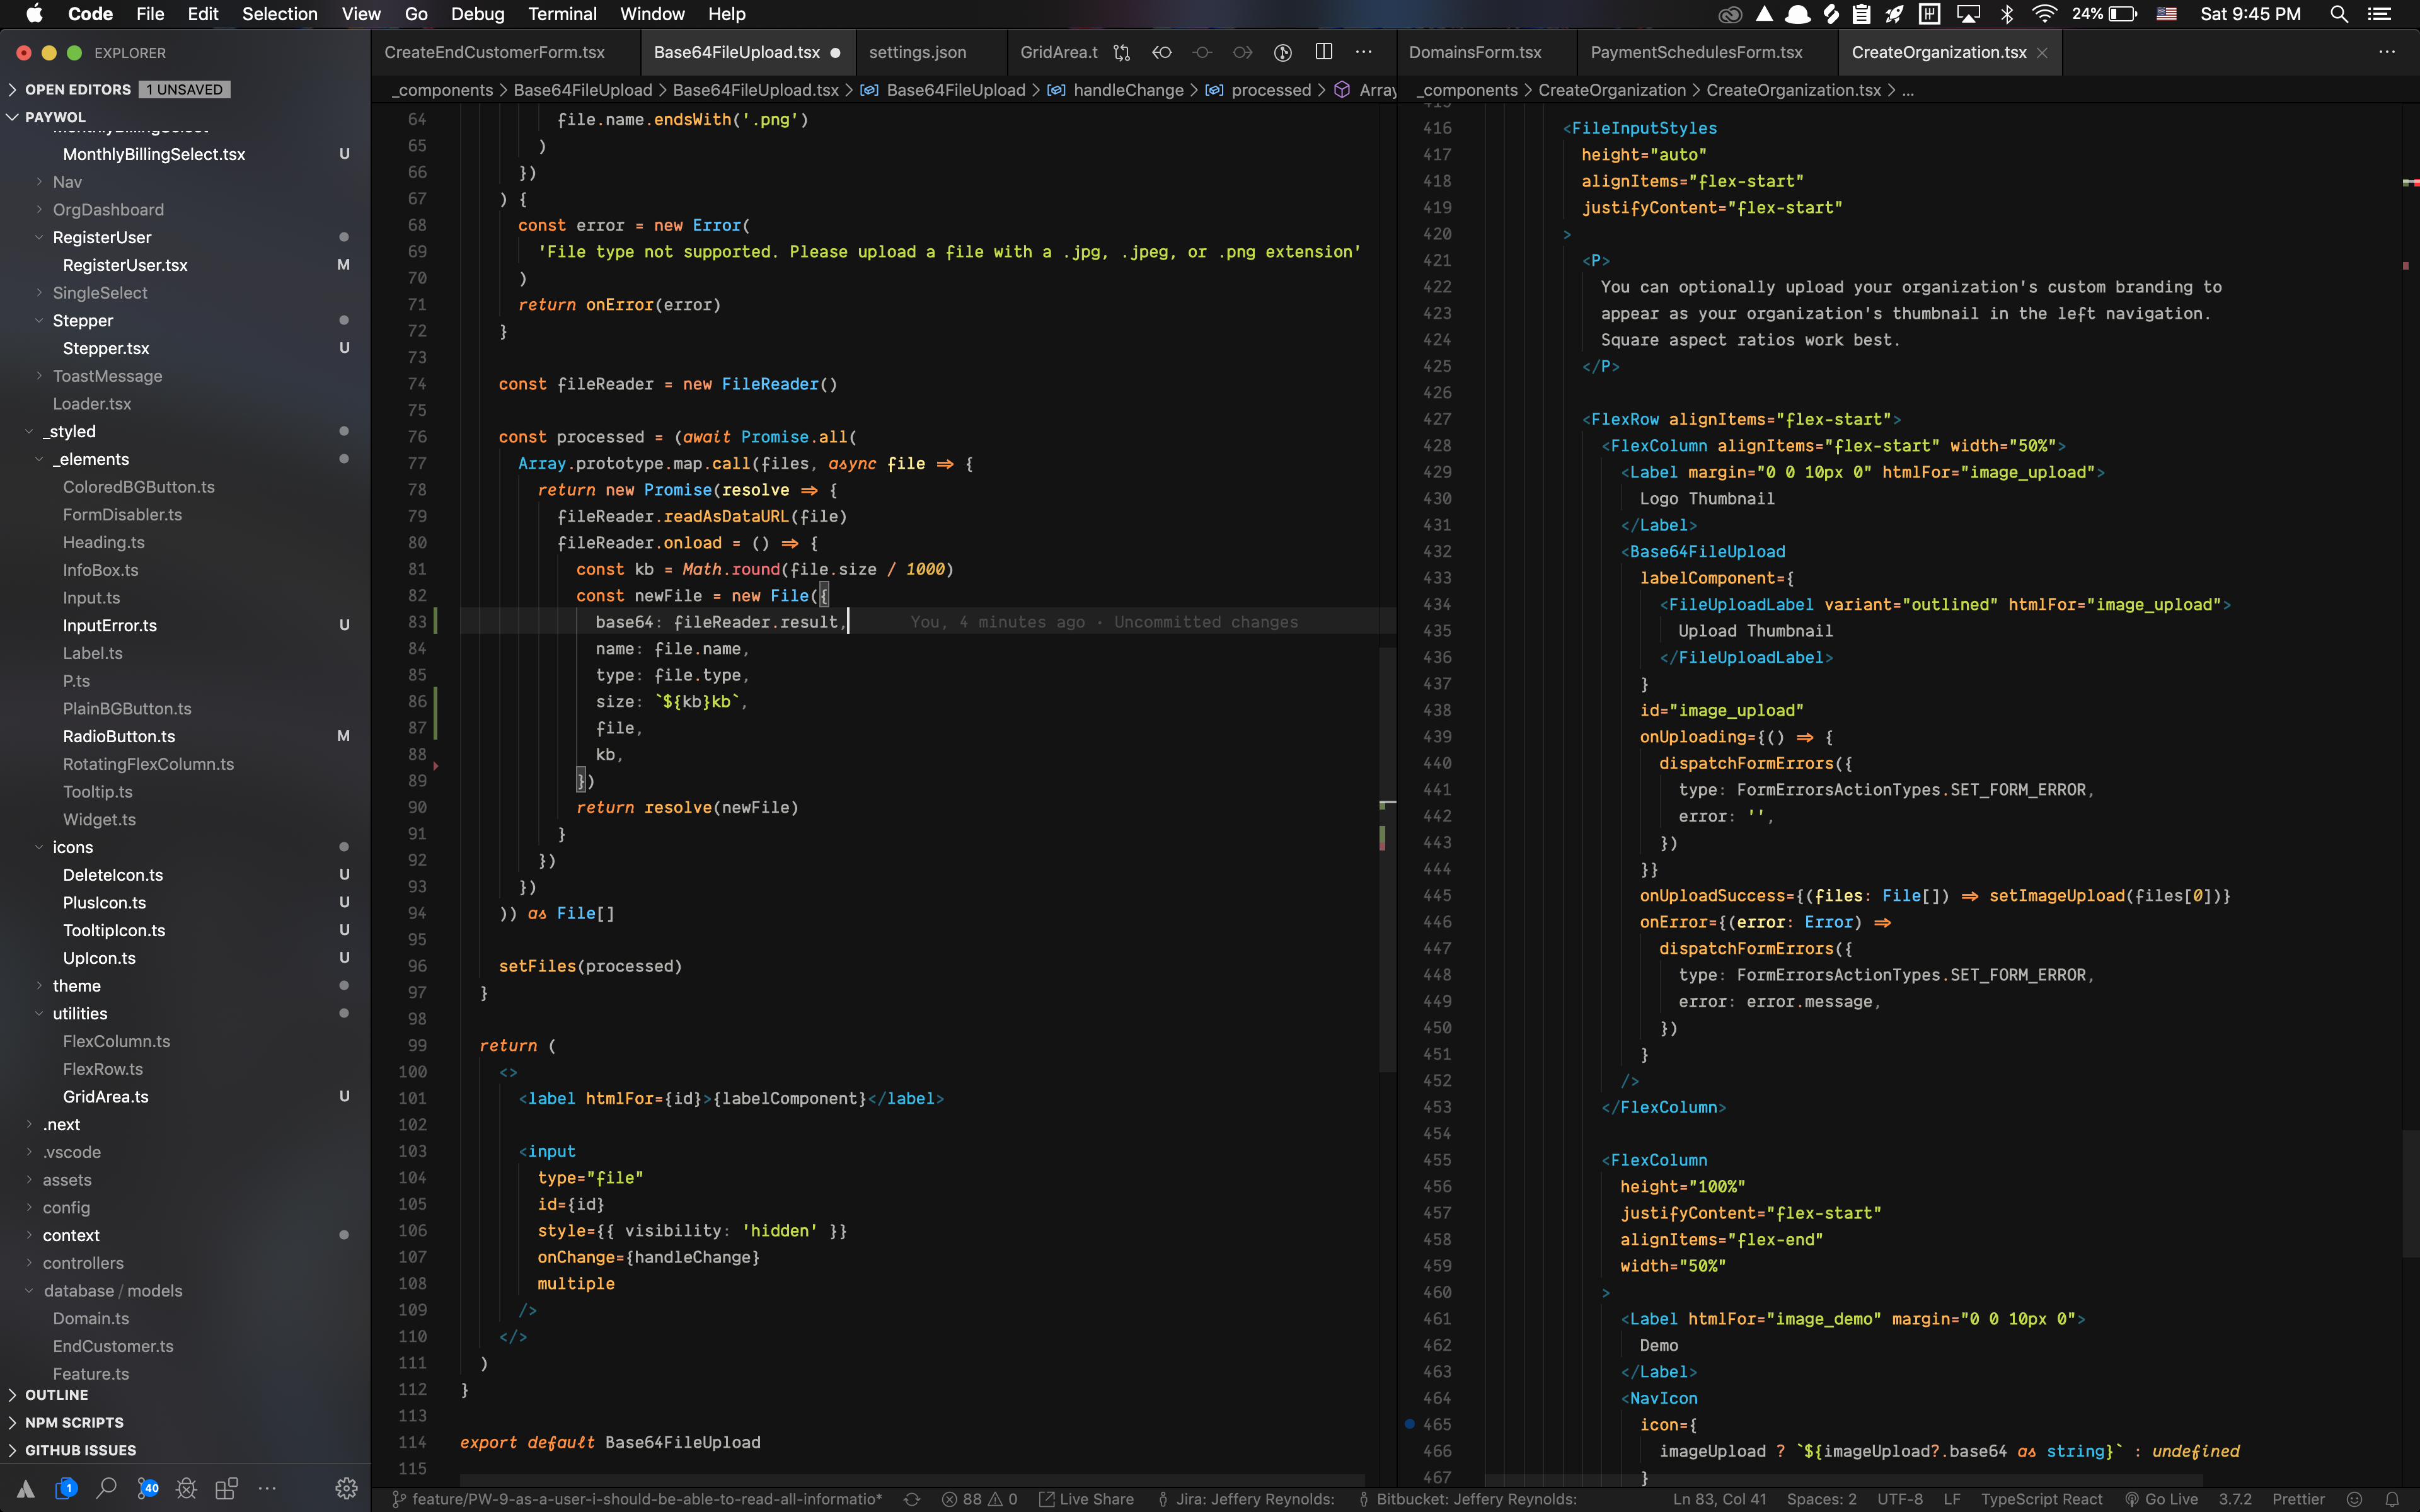 Code File Edit Selection View Go Debug Terminal Window Help
24% Sat 9:45 PM
EXPLORER
OPEN EDITORS 1 UNSAVED
PAYWOL
MonthlyBillingSelect
MonthlyBillingSelect.tsx U
Nav
OrgDashboard
RegisterUser
RegisterUser.tsx M
SingleSelect
Stepper
Stepper.tsx U
ToastMessage
Loader.tsx
_styled
_elements
ColoredBGButton.ts
FormDisabler.ts
Heading.ts
InfoBox.ts
Input.ts
InputError.ts U
Label.ts
P.ts
PlainBGButton.ts
RadioButton.ts M
RotatingFlexColumn.ts
Tooltip.ts
Widget.ts
icons
DeleteIcon.ts U
PlusIcon.ts U
TooltipIcon.ts U
UpIcon.ts U
theme
utilities
FlexColumn.ts
FlexRow.ts
GridArea.ts U
.next
.vscode
assets
config
context
controllers
database / models
Domain.ts
EndCustomer.ts
Feature.ts
OUTLINE
NPM SCRIPTS
GITHUB ISSUES
1 40
CreateEndCustomerForm.tsx Base64FileUpload.tsx settings.json GridArea.t
_components > Base64FileUpload > Base64FileUpload.tsx > Base64FileUpload > handleChange > processed > Array
64 file.name.endsWith('.png')
65 )
66 })
67 ) {
68 const error = new Error(
69 'File type not supported. Please upload a file with a .jpg, .jpeg, or .png extension'
70 )
71 return onError(error)
72 }
73
74 const fileReader = new FileReader()
75
76 const processed = (await Promise.all(
77 Array.prototype.map.call(files, async file => {
78 return new Promise(resolve => {
79 fileReader.readAsDataURL(file)
80 fileReader.onload = () => {
81 const kb = Math.round(file.size / 1000)
82 const newFile = new File({
83 base64: fileReader.result, You, 4 minutes ago • Uncommitted changes
84 name: file.name,
85 type: file.type,
86 size: `${kb}kb`,
87 file,
88 kb,
89 })
90 return resolve(newFile)
91 }
92 })
93 })
94 )) as File[]
95
96 setFiles(processed)
97 }
98
99 return (
100 <>
101 <label htmlFor={id}>{labelComponent}</label>
102
103 <input
104 type="file"
105 id={id}
106 style={{ visibility: 'hidden' }}
107 onChange={handleChange}
108 multiple
109 />
110 </>
111 )
112 }
113
114 export default Base64FileUpload
115
DomainsForm.tsx PaymentSchedulesForm.tsx CreateOrganization.tsx
_components > CreateOrganization > CreateOrganization.tsx > ...
415
416 <FileInputStyles
417 height="auto"
418 alignItems="flex-start"
419 justifyContent="flex-start"
420 >
421 <P>
422 You can optionally upload your organization's custom branding to
423 appear as your organization's thumbnail in the left navigation.
424 Square aspect ratios work best.
425 </P>
426
427 <FlexRow alignItems="flex-start">
428 <FlexColumn alignItems="flex-start" width="50%">
429 <Label margin="0 0 10px 0" htmlFor="image_upload">
430 Logo Thumbnail
431 </Label>
432 <Base64FileUpload
433 labelComponent={
434 <FileUploadLabel variant="outlined" htmlFor="image_upload">
435 Upload Thumbnail
436 </FileUploadLabel>
437 }
438 id="image_upload"
439 onUploading={() => {
440 dispatchFormErrors({
441 type: FormErrorsActionTypes.SET_FORM_ERROR,
442 error: '',
443 })
444 }}
445 onUploadSuccess={(files: File[]) => setImageUpload(files[0])}
446 onError={(error: Error) =>
447 dispatchFormErrors({
448 type: FormErrorsActionTypes.SET_FORM_ERROR,
449 error: error.message,
450 })
451 }
452 />
453 </FlexColumn>
454
455 <FlexColumn
456 height="100%"
457 justifyContent="flex-start"
458 alignItems="flex-end"
459 width="50%"
460 >
461 <Label htmlFor="image_demo" margin="0 0 10px 0">
462 Demo
463 </Label>
464 <NavIcon
465 icon={
466 imageUpload ? `${imageUpload?.base64 as string}` : undefined
467 }
feature/PW-9-as-a-user-i-should-be-able-to-read-all-informatio* 88 0 Live Share Jira: Jeffery Reynolds: Bitbucket: Jeffery Reynolds: Ln 83, Col 41 Spaces: 2 UTF-8 LF TypeScript React Go Live 3.7.2 Prettier